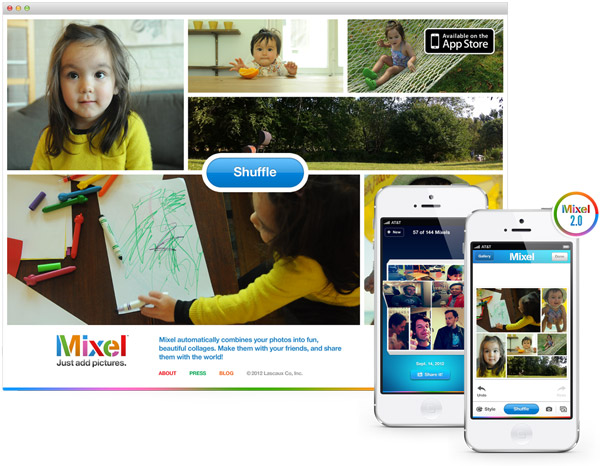 Available on the
App Store
Shuffle
Mixel
2.0
AT&T
+ New
57 of 144 Mixels
Sept. 14, 2012
Share it!
AT&T
Gallery
Mixel
Done
Undo
Style
Shuffle
Mixel
Just add pictures.
Mixel automatically combines your photos into fun,
beautiful collages. Make them with your friends, and share
them with the world!
ABOUT PRESS BLOG ©2012 Lascaux Co, Inc.